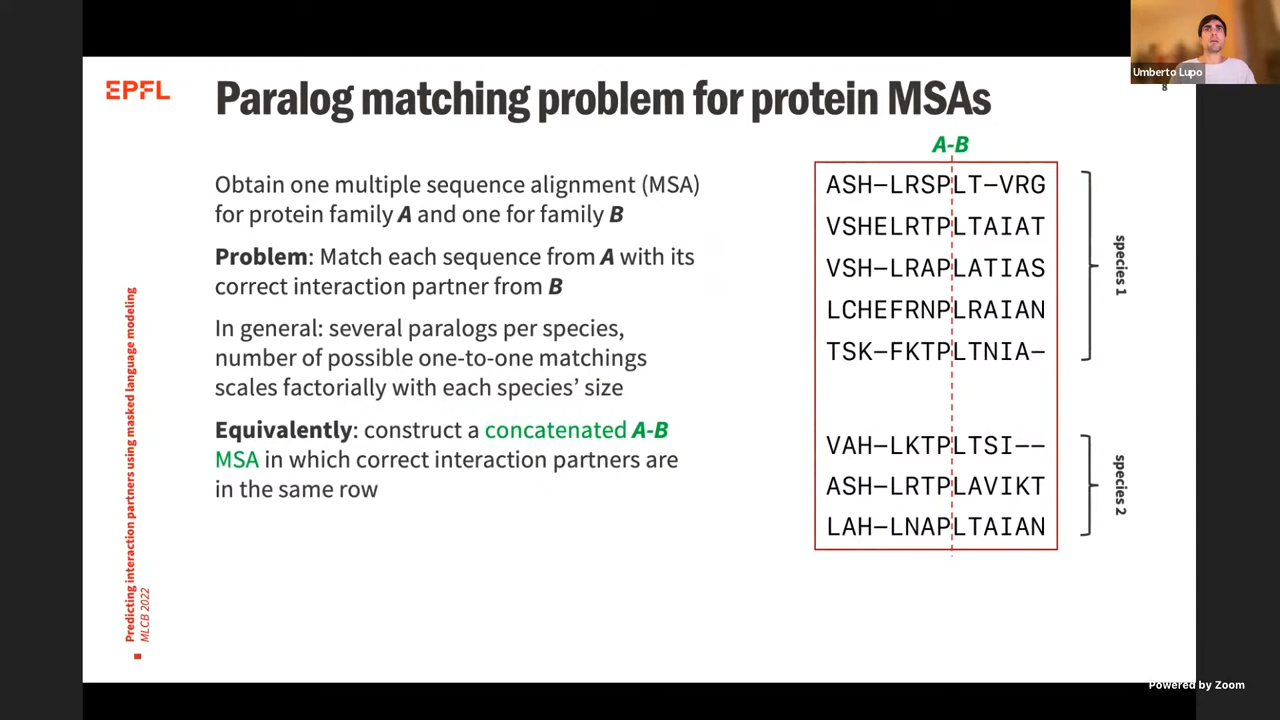 EPFL
Paralog matching problem for protein MSAs
Umberto Lupo
8
Obtain one multiple sequence alignment (MSA)
for protein family A and one for family B
Problem: Match each sequence from A with its
correct interaction partner from B
In general: several paralogs per species,
number of possible one-to-one matchings
scales factorially with each species’ size
Equivalently: construct a concatenated A-B
MSA in which correct interaction partners are
in the same row
A-B
ASH–LRSPLT–VRG
VSHELRTPLTAIAT
VSH–LRAPLATIAS
LCHEFRNPLRAIAN
TSK–FKTPLTNIA–
species 1
VAH–LKTPLTSI––
ASH–LRTPLAVIKT
LAH–LNAPLTAIAN
species 2
Predicting interaction partners using masked language modeling
MLCB 2022
Powered by Zoom